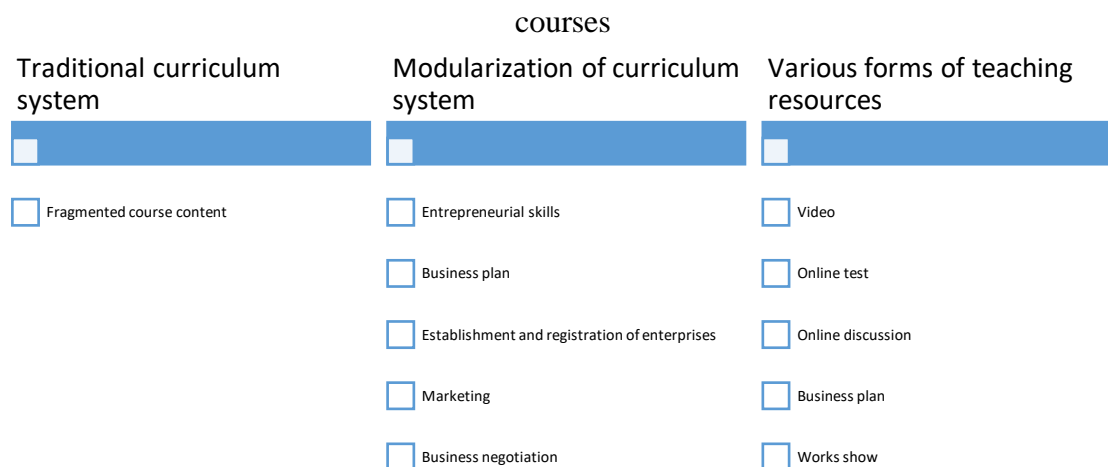 courses
Traditional curriculum
system
Fragmented course content
Modularization of curriculum
system
Entrepreneurial skills
Business plan
Establishment and registration of enterprises
Marketing
Business negotiation
Various forms of teaching
resources
Video
Online test
Online discussion
Business plan
Works show